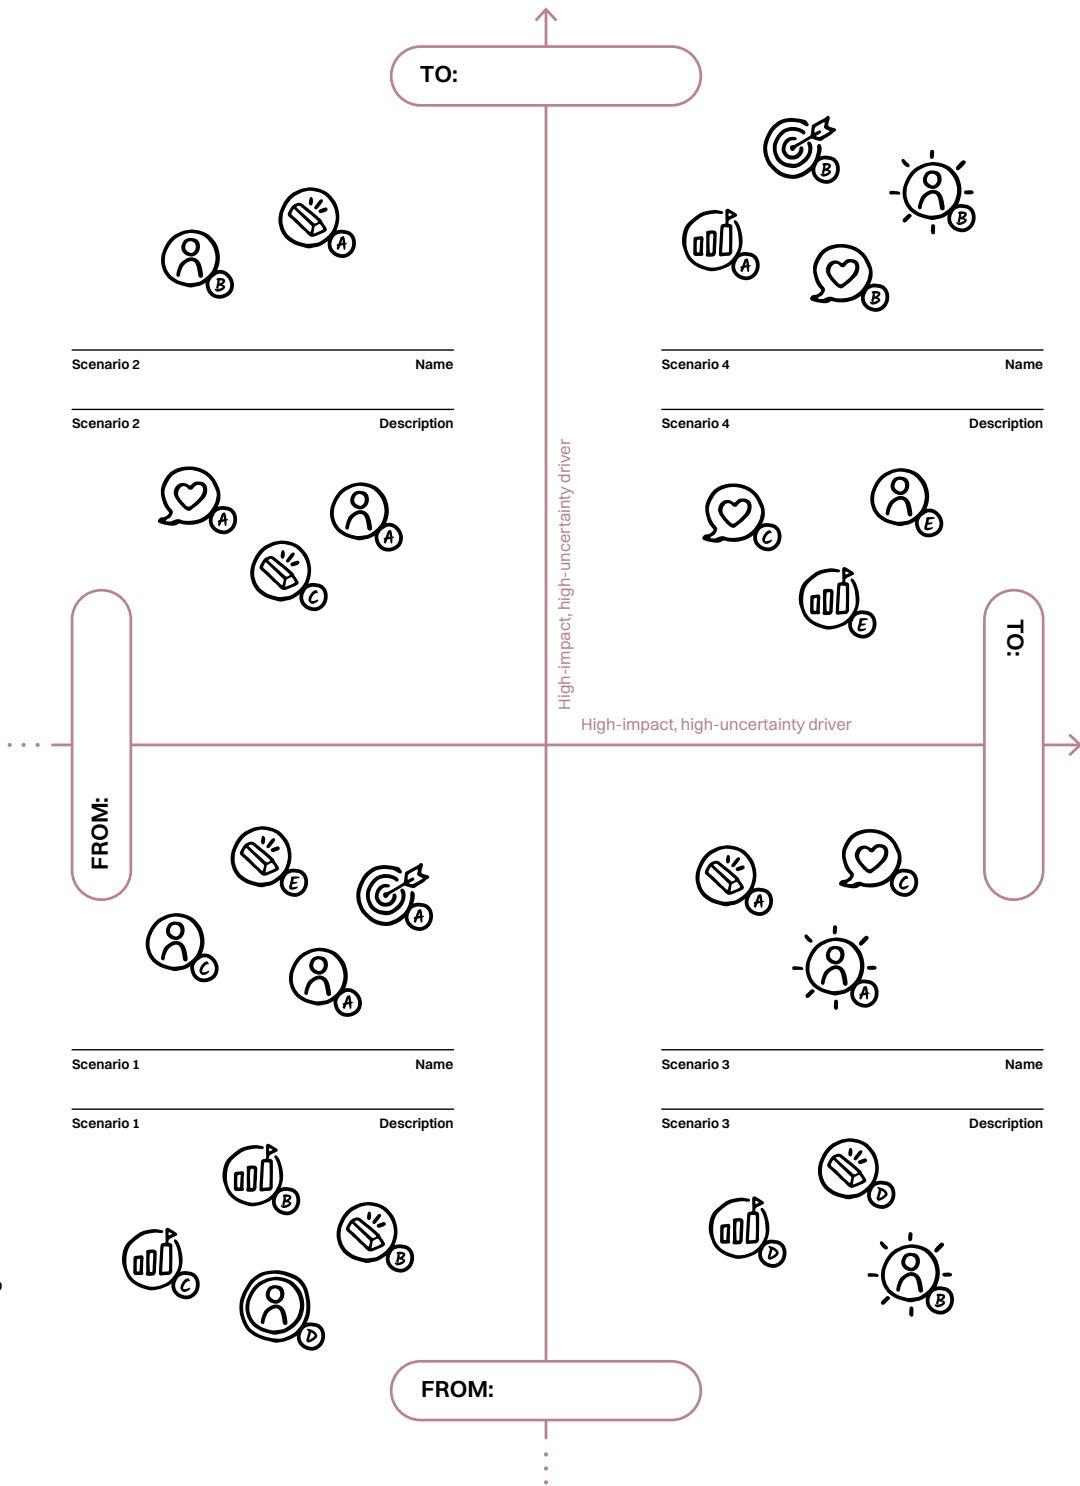 TO:
B
B
A
B
A
B
A
B
Scenario 2 Name
Scenario 4 Name
Scenario 2 Description
Scenario 4 Description
A
A
C
C
E
E
High-impact, high-uncertainty driver
TO:
High-impact, high-uncertainty driver
FROM:
E
A
C
A
A
C
A
Scenario 1 Name
Scenario 3 Name
Scenario 1 Description
Scenario 3 Description
B
B
C
D
D
D
B
FROM: